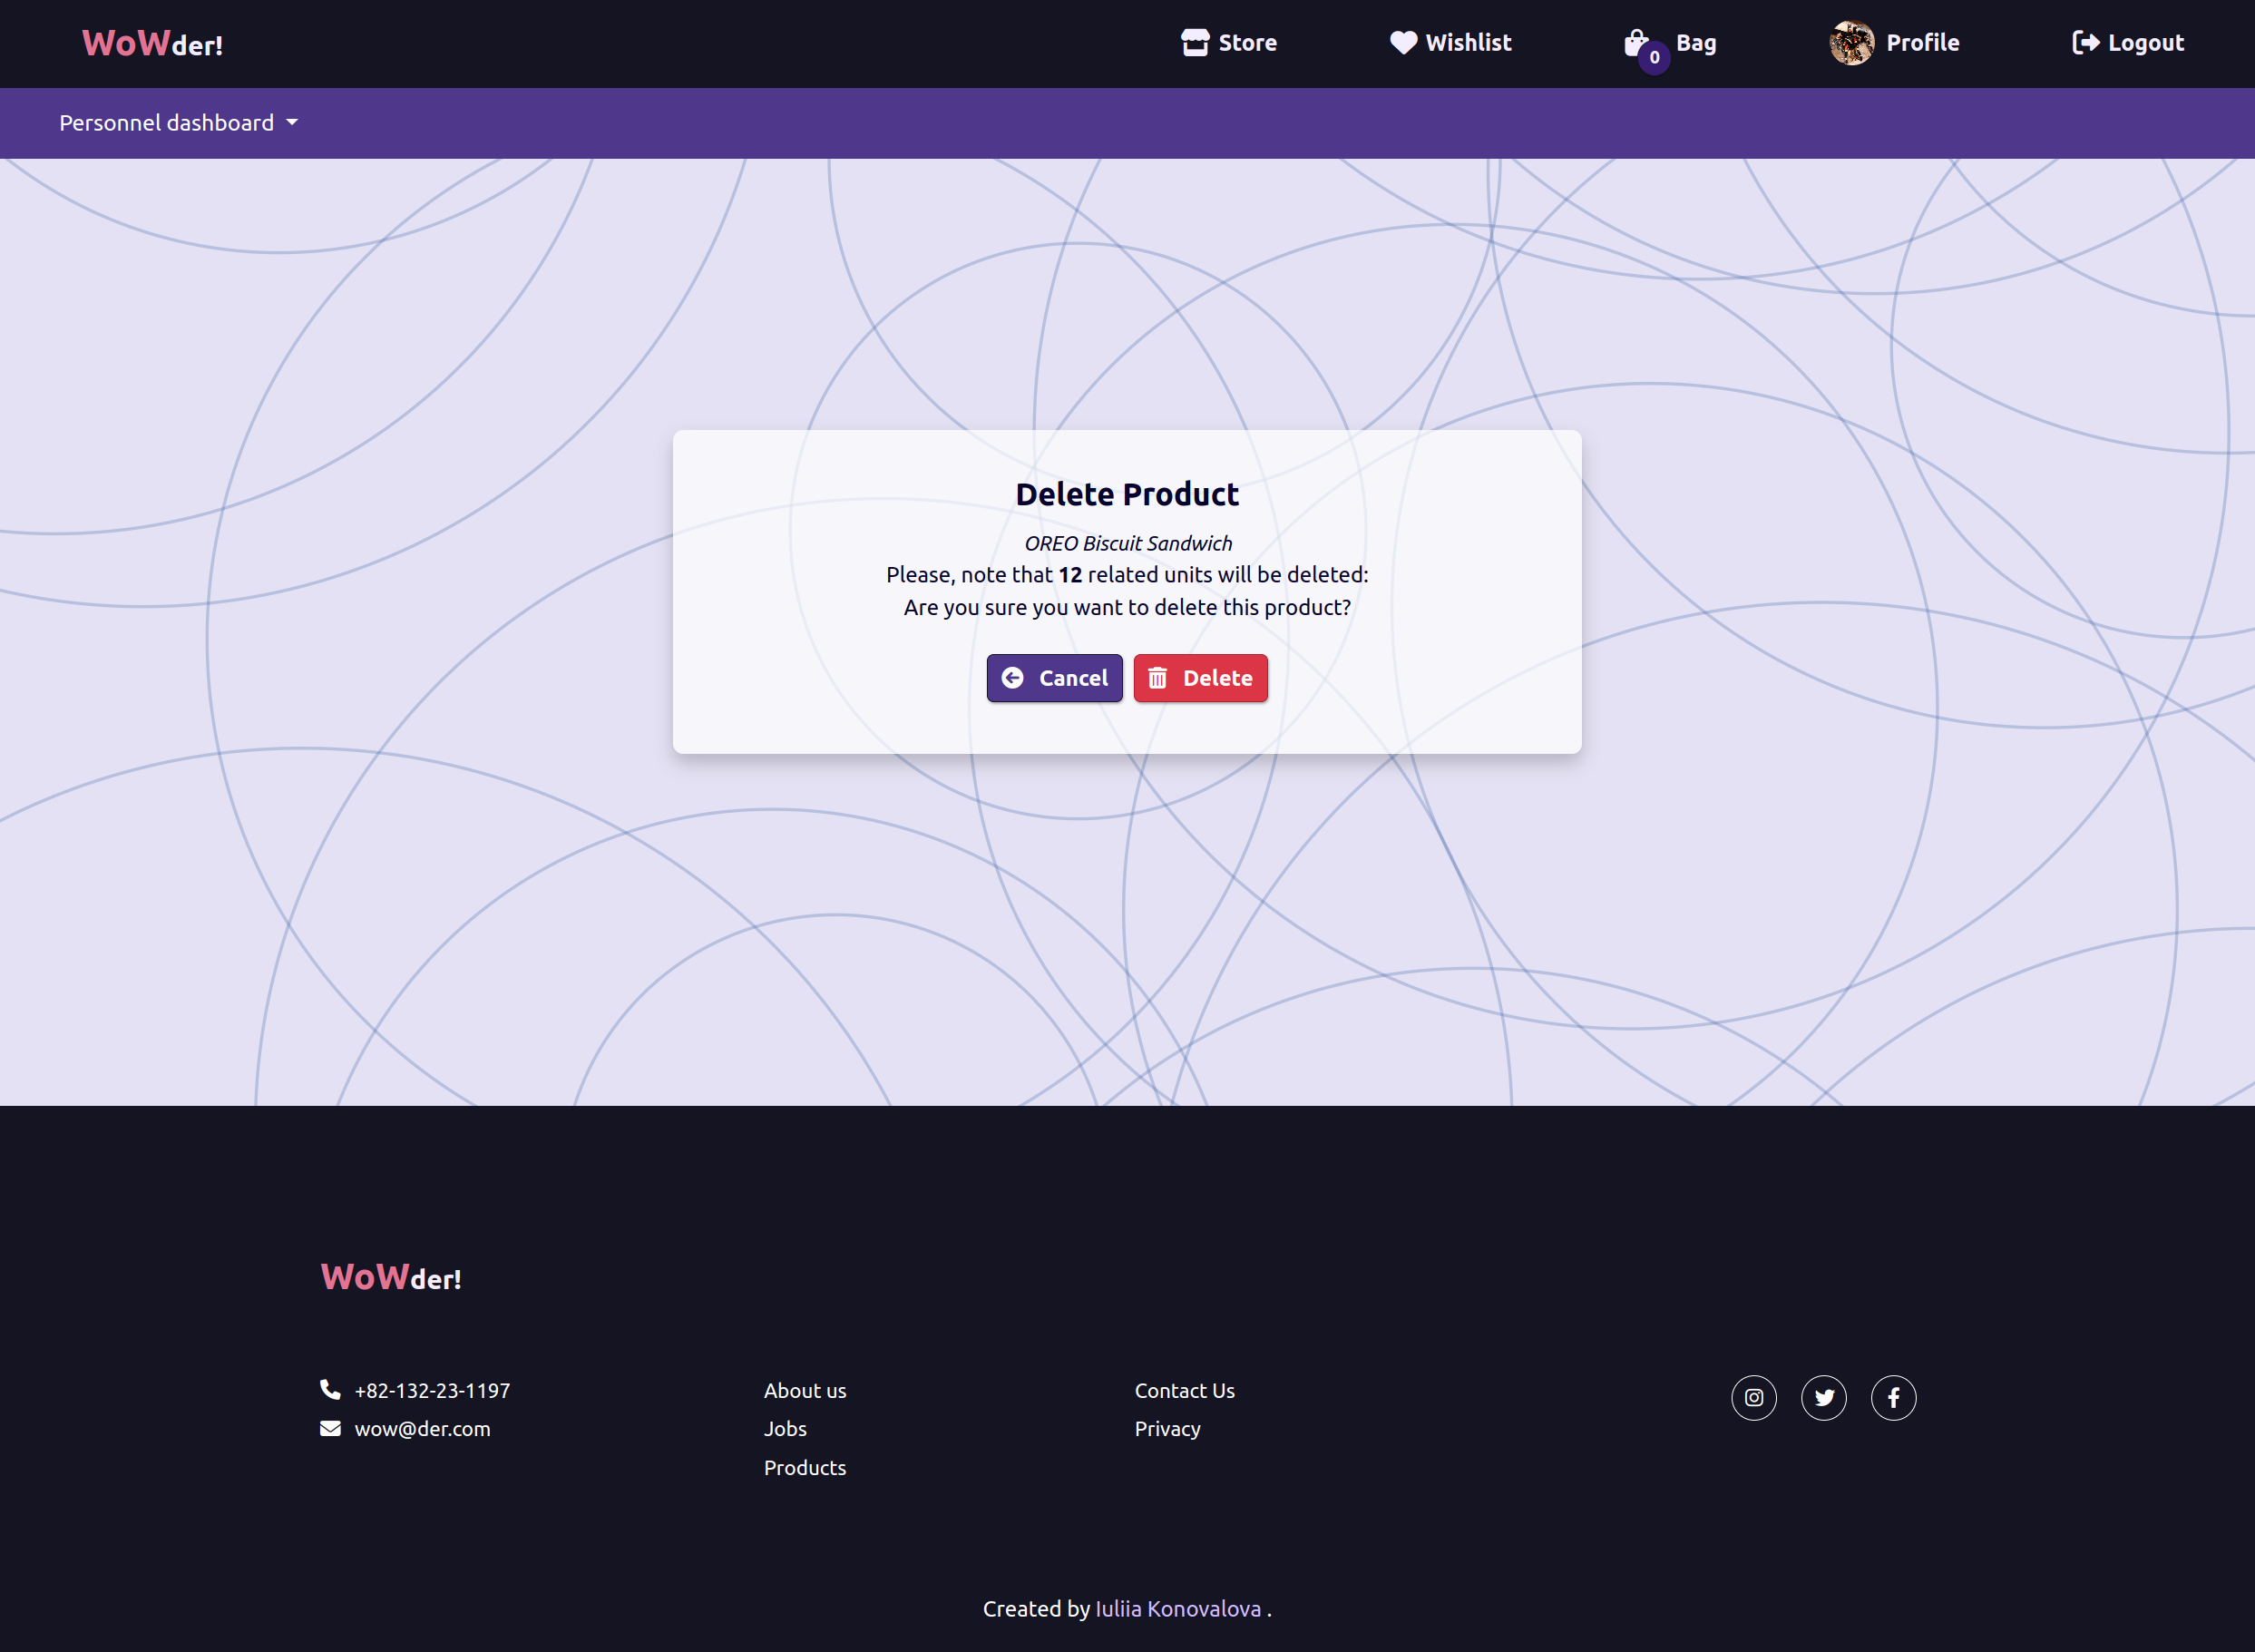 WoWder!
Store
Wishlist
0
Bag
Profile
Logout
Personnel dashboard
Delete Product
OREO Biscuit Sandwich
Please, note that 12 related units will be deleted:
Are you sure you want to delete this product?
Cancel
Delete
WoWder!
+82-132-23-1197
wow@der.com
About us
Jobs
Products
Contact Us
Privacy
Created by Iuliia Konovalova .